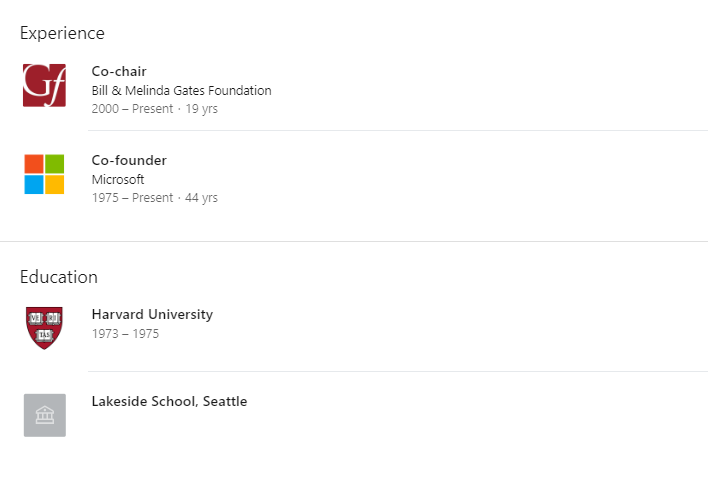 Experience
Gf
Co-chair
Bill & Melinda Gates Foundation
2000 – Present · 19 yrs
Co-founder
Microsoft
1975 – Present · 44 yrs
Education
VE RI
TAS
Harvard University
1973 – 1975
Lakeside School, Seattle